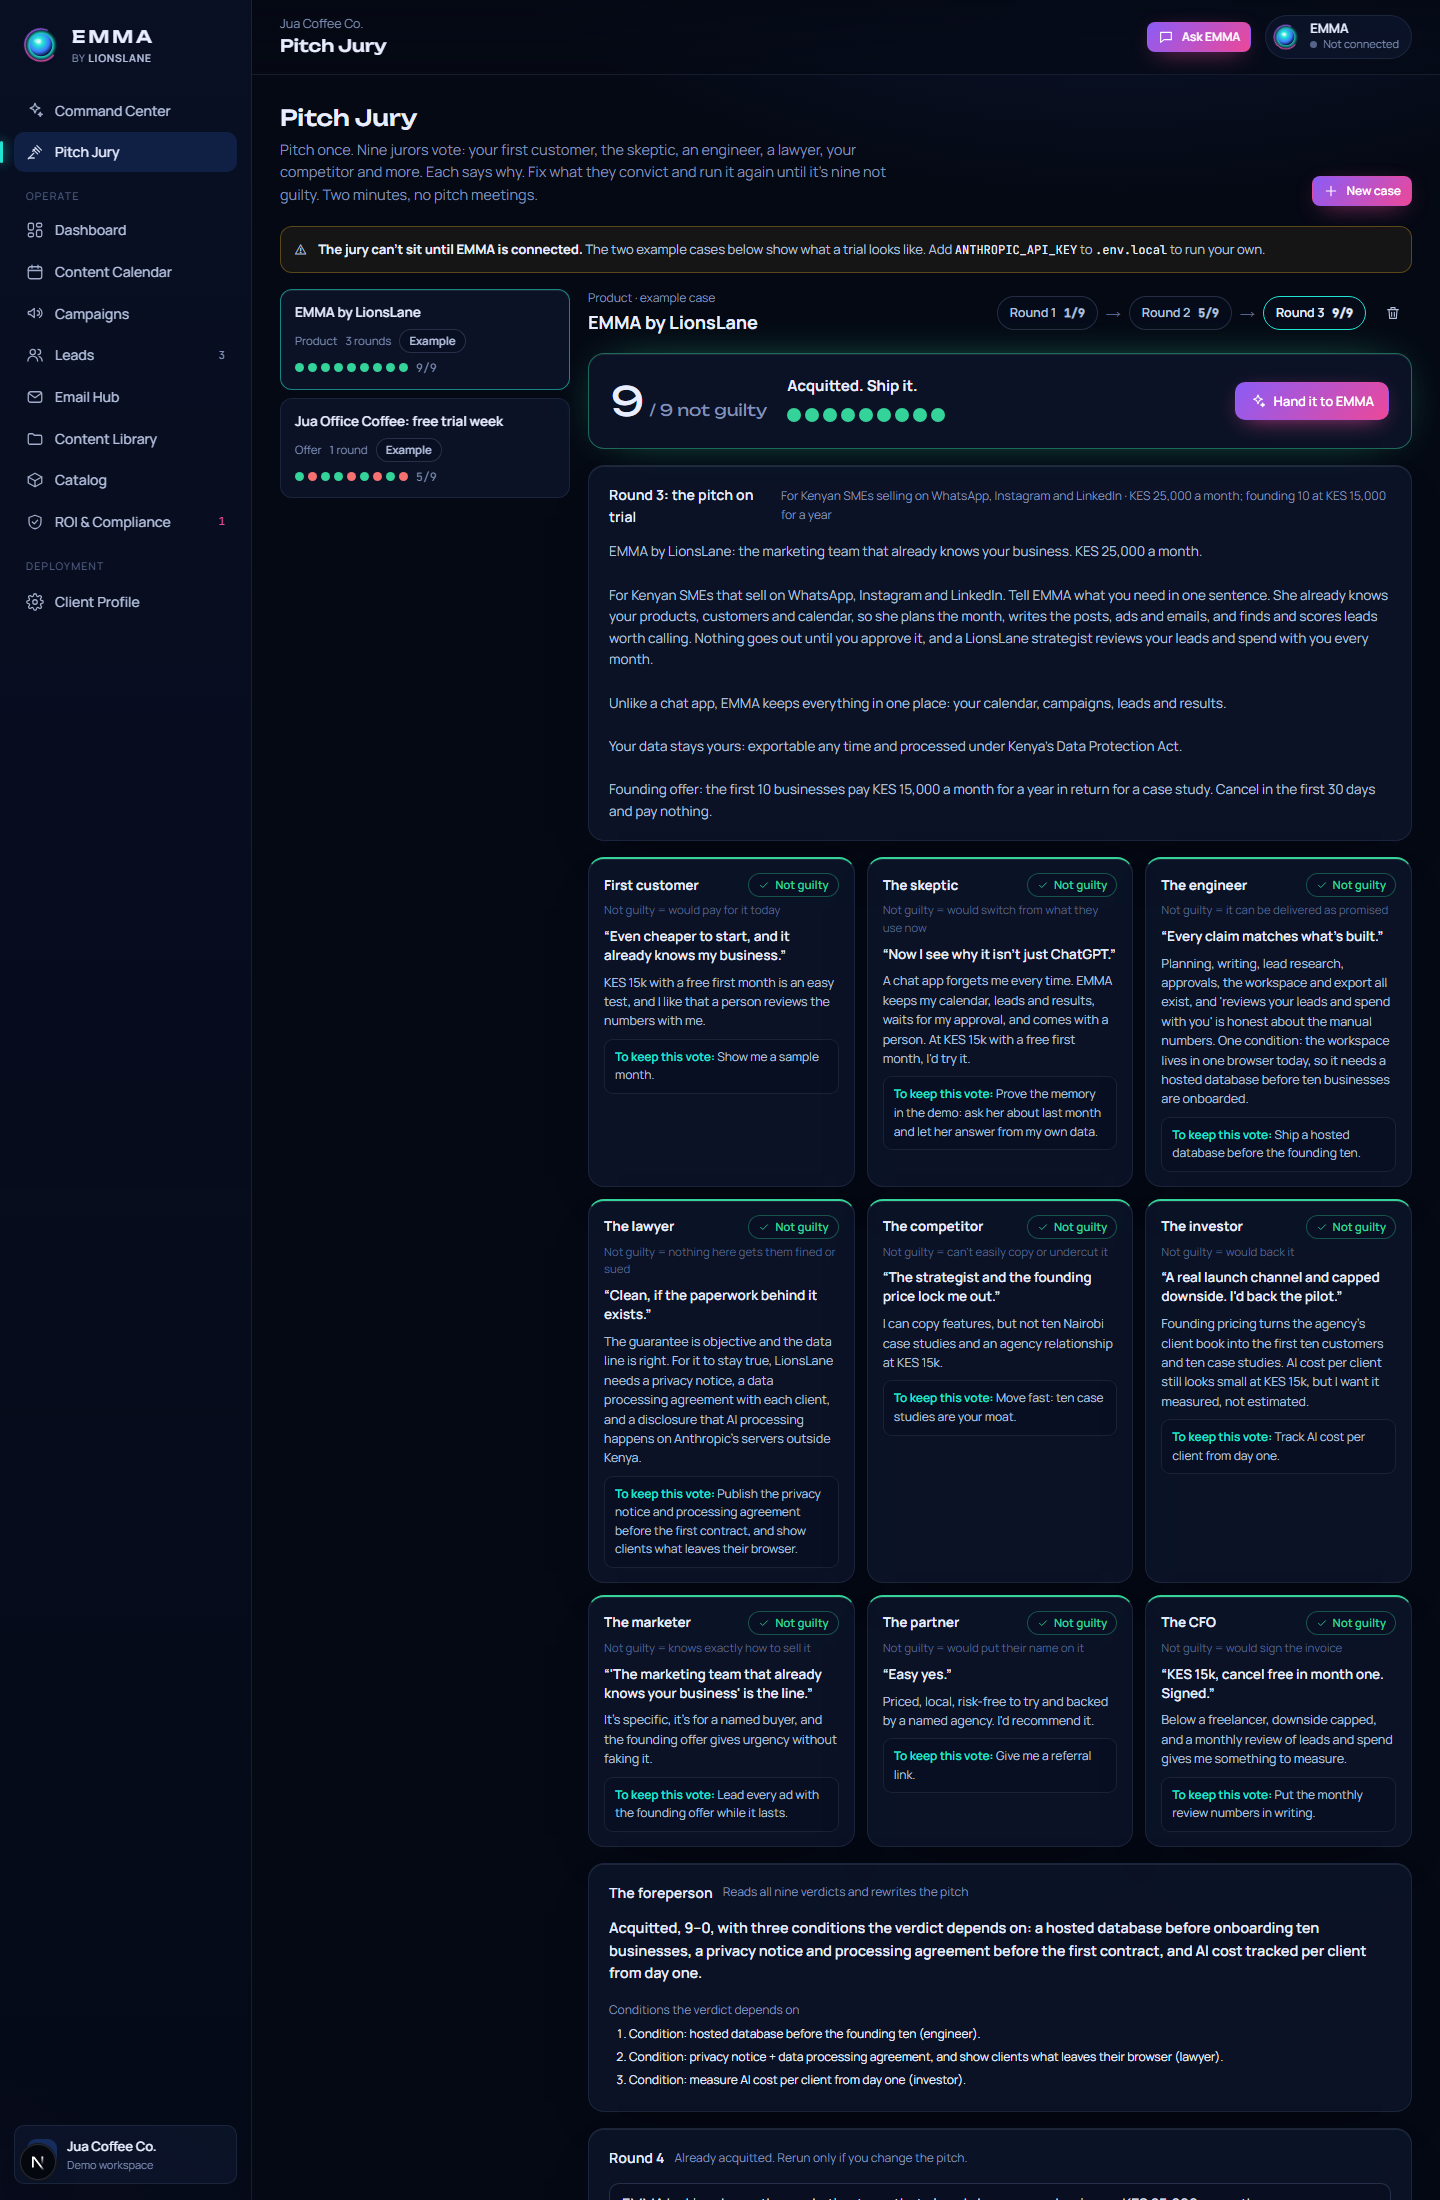 EMMA
BY LIONSLANE
Command Center
Pitch Jury
OPERATE
Dashboard
Content Calendar
Campaigns
Leads 3
Email Hub
Content Library
Catalog
ROI & Compliance 1
DEPLOYMENT
Client Profile
Jua Coffee Co.
Demo workspace
N
Jua Coffee Co.
Pitch Jury
Ask EMMA
EMMA
Not connected
Pitch Jury
Pitch once. Nine jurors vote: your first customer, the skeptic, an engineer, a lawyer, your
competitor and more. Each says why. Fix what they convict and run it again until it's nine not
guilty. Two minutes, no pitch meetings.
New case
The jury can't sit until EMMA is connected. The two example cases below show what a trial looks like. Add ANTHROPIC_API_KEY to .env.local to run your own.
EMMA by LionsLane
Product 3 rounds Example
9/9
Jua Office Coffee: free trial week
Offer 1 round Example
5/9
Product · example case
EMMA by LionsLane
Round 1 1/9 → Round 2 5/9 → Round 3 9/9
9 / 9 not guilty
Acquitted. Ship it.
Hand it to EMMA
Round 3: the pitch on
trial
For Kenyan SMEs selling on WhatsApp, Instagram and LinkedIn · KES 25,000 a month; founding 10 at KES 15,000
for a year
EMMA by LionsLane: the marketing team that already knows your business. KES 25,000 a month.
For Kenyan SMEs that sell on WhatsApp, Instagram and LinkedIn. Tell EMMA what you need in one sentence. She already knows
your products, customers and calendar, so she plans the month, writes the posts, ads and emails, and finds and scores leads
worth calling. Nothing goes out until you approve it, and a LionsLane strategist reviews your leads and spend with you every
month.
Unlike a chat app, EMMA keeps everything in one place: your calendar, campaigns, leads and results.
Your data stays yours: exportable any time and processed under Kenya's Data Protection Act.
Founding offer: the first 10 businesses pay KES 15,000 a month for a year in return for a case study. Cancel in the first 30 days
and pay nothing.
First customer
Not guilty
Not guilty = would pay for it today
“Even cheaper to start, and it
already knows my business.”
KES 15k with a free first month is an easy
test, and I like that a person reviews the
numbers with me.
To keep this vote: Show me a sample
month.
The skeptic
Not guilty
Not guilty = would switch from what they
use now
“Now I see why it isn't just ChatGPT.”
A chat app forgets me every time. EMMA
keeps my calendar, leads and results,
waits for my approval, and comes with a
person. At KES 15k with a free first
month, I'd try it.
To keep this vote: Prove the memory
in the demo: ask her about last month
and let her answer from my own data.
The engineer
Not guilty
Not guilty = it can be delivered as promised
“Every claim matches what's built.”
Planning, writing, lead research,
approvals, the workspace and export all
exist, and 'reviews your leads and spend
with you' is honest about the manual
numbers. One condition: the workspace
lives in one browser today, so it needs a
hosted database before ten businesses
are onboarded.
To keep this vote: Ship a hosted
database before the founding ten.
The lawyer
Not guilty
Not guilty = nothing here gets them fined or
sued
“Clean, if the paperwork behind it
exists.”
The guarantee is objective and the data
line is right. For it to stay true, LionsLane
needs a privacy notice, a data
processing agreement with each client,
and a disclosure that AI processing
happens on Anthropic's servers outside
Kenya.
To keep this vote: Publish the privacy
notice and processing agreement
before the first contract, and show
clients what leaves their browser.
The competitor
Not guilty
Not guilty = can't easily copy or undercut it
“The strategist and the founding
price lock me out.”
I can copy features, but not ten Nairobi
case studies and an agency relationship
at KES 15k.
To keep this vote: Move fast: ten case
studies are your moat.
The investor
Not guilty
Not guilty = would back it
“A real launch channel and capped
downside. I'd back the pilot.”
Founding pricing turns the agency's
client book into the first ten customers
and ten case studies. AI cost per client
still looks small at KES 15k, but I want it
measured, not estimated.
To keep this vote: Track AI cost per
client from day one.
The marketer
Not guilty
Not guilty = knows exactly how to sell it
“'The marketing team that already
knows your business' is the line.”
It's specific, it's for a named buyer, and
the founding offer gives urgency without
faking it.
To keep this vote: Lead every ad with
the founding offer while it lasts.
The partner
Not guilty
Not guilty = would put their name on it
“Easy yes.”
Priced, local, risk-free to try and backed
by a named agency. I'd recommend it.
To keep this vote: Give me a referral
link.
The CFO
Not guilty
Not guilty = would sign the invoice
“KES 15k, cancel free in month one.
Signed.”
Below a freelancer, downside capped,
and a monthly review of leads and spend
gives me something to measure.
To keep this vote: Put the monthly
review numbers in writing.
The foreperson Reads all nine verdicts and rewrites the pitch
Acquitted, 9–0, with three conditions the verdict depends on: a hosted database before onboarding ten
businesses, a privacy notice and processing agreement before the first contract, and AI cost tracked per client
from day one.
Conditions the verdict depends on
1. Condition: hosted database before the founding ten (engineer).
2. Condition: privacy notice + data processing agreement, and show clients what leaves their browser (lawyer).
3. Condition: measure AI cost per client from day one (investor).
Round 4 Already acquitted. Rerun only if you change the pitch.